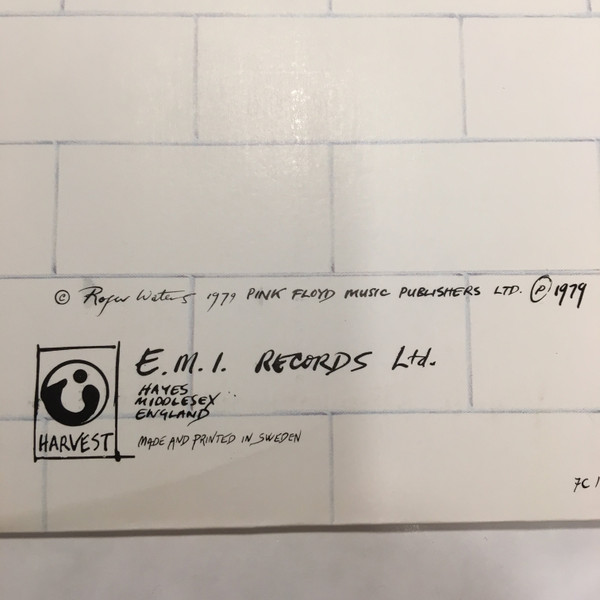 © Roger Waters 1979 PINK FLOYD MUSIC PUBLISHERS LTD. ℗ 1979
E.M.I. RECORDS Ltd.
HAYES
MIDDLESEX
ENGLAND
HARVEST
MADE AND PRINTED IN SWEDEN
7C 1